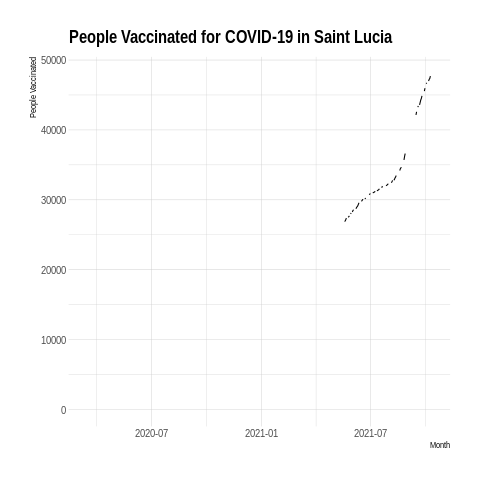 People Vaccinated for COVID-19 in Saint Lucia
People Vaccinated
50000
40000
30000
20000
10000
0
2020-07 2021-01 2021-07
Month